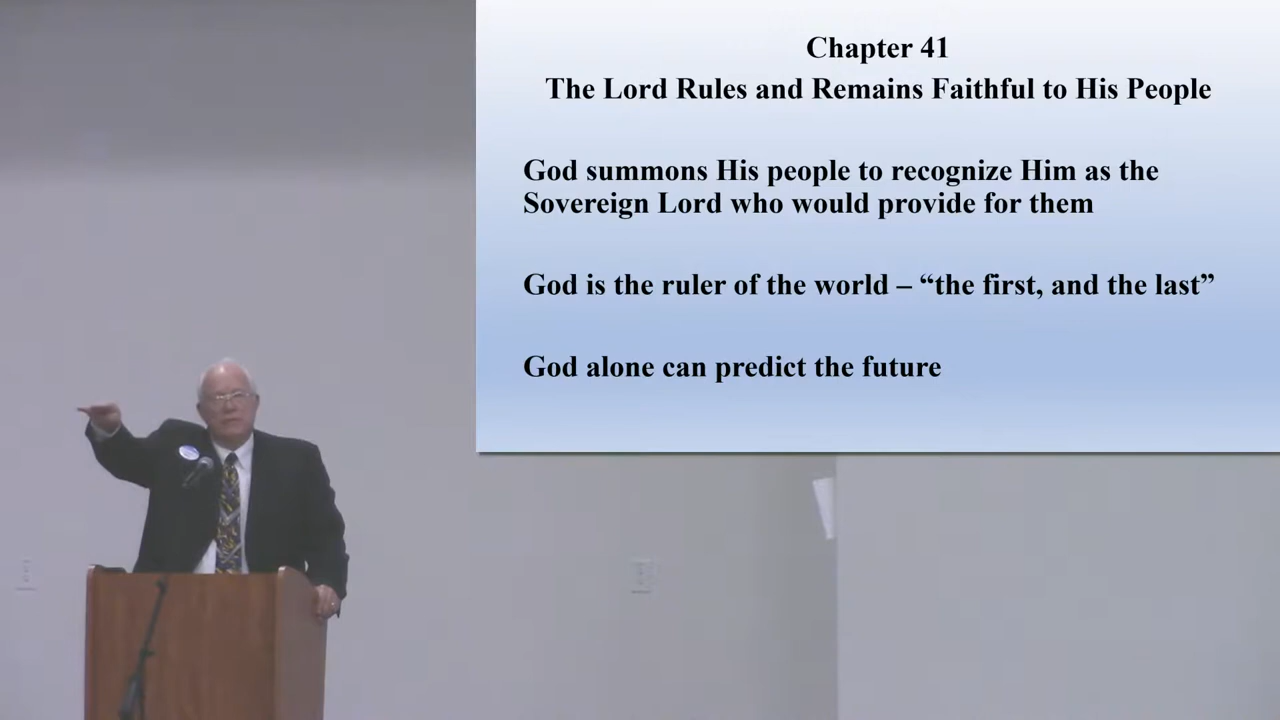 Chapter 41
The Lord Rules and Remains Faithful to His People
God summons His people to recognize Him as the
Sovereign Lord who would provide for them
God is the ruler of the world – “the first, and the last”
God alone can predict the future